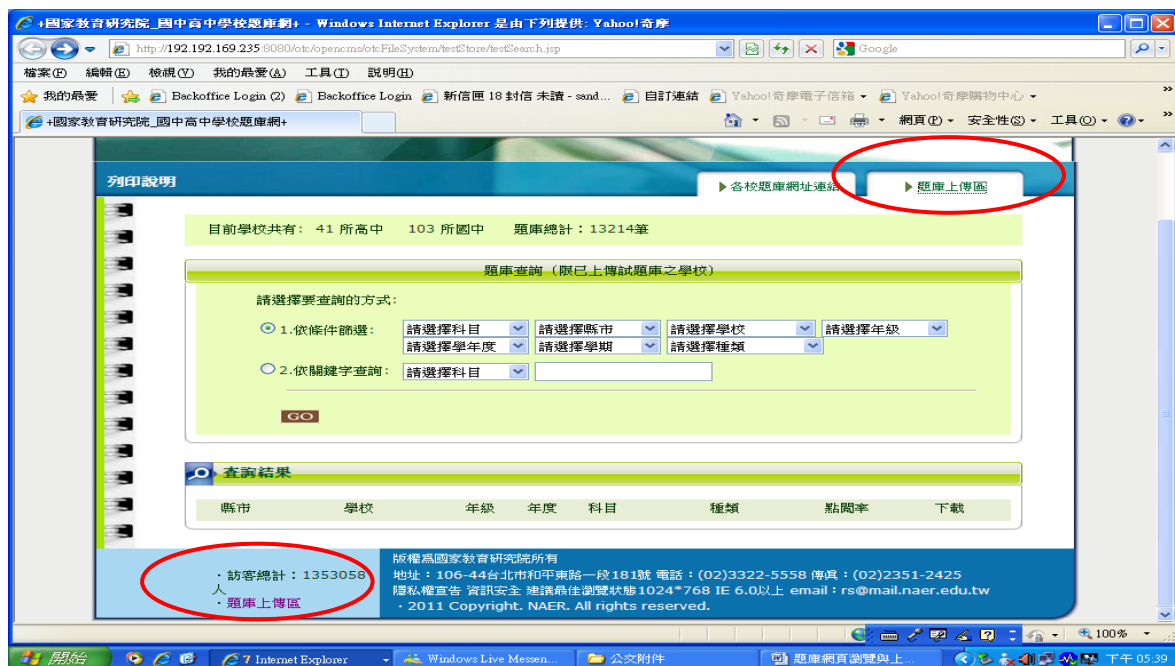 +國家教育研究院_國中高中學校題庫網+ - Windows Internet Explorer 是由下列提供: Yahoo!奇摩
http://192.192.169.235:8080/otc/opencms/otcFileSystem/testStore/testSearch.jsp
Google
檔案(F) 編輯(E) 檢視(V) 我的最愛(A) 工具(T) 說明(H)
我的最愛 Backoffice Login (2) Backoffice Login 新信匣 18 封信 未讀 - sand... 自訂連結 Yahoo!奇摩電子信箱 Yahoo!奇摩購物中心
+國家教育研究院_國中高中學校題庫網+ 網頁(P) 安全性(S) 工具(O)
列印說明 各校題庫網址連結 題庫上傳區
目前學校共有: 41 所高中 103 所國中 題庫總計：13214筆
題庫查詢（限已上傳試題庫之學校）
請選擇要查詢的方式:
1.依條件篩選: 請選擇科目 請選擇縣市 請選擇學校 請選擇年級
請選擇學年度 請選擇學期 請選擇種類
2.依關鍵字查詢: 請選擇科目
GO
查詢結果
縣市 學校 年級 年度 科目 種類 點閱率 下載
‧訪客總計：1353058
人
‧題庫上傳區
版權為國家教育研究院所有
地址：106-44台北市和平東路一段181號 電話：(02)3322-5558 傳真：(02)2351-2425
隱私權宣告 資訊安全 建議最佳瀏覽狀態1024*768 IE 6.0以上 email：rs@mail.naer.edu.tw
‧2011 Copyright. NAER. All rights reserved.
100%
開始 7 Internet Explorer Windows Live Messen... 公文附件 題庫網頁瀏覽與上... 下午 05:39